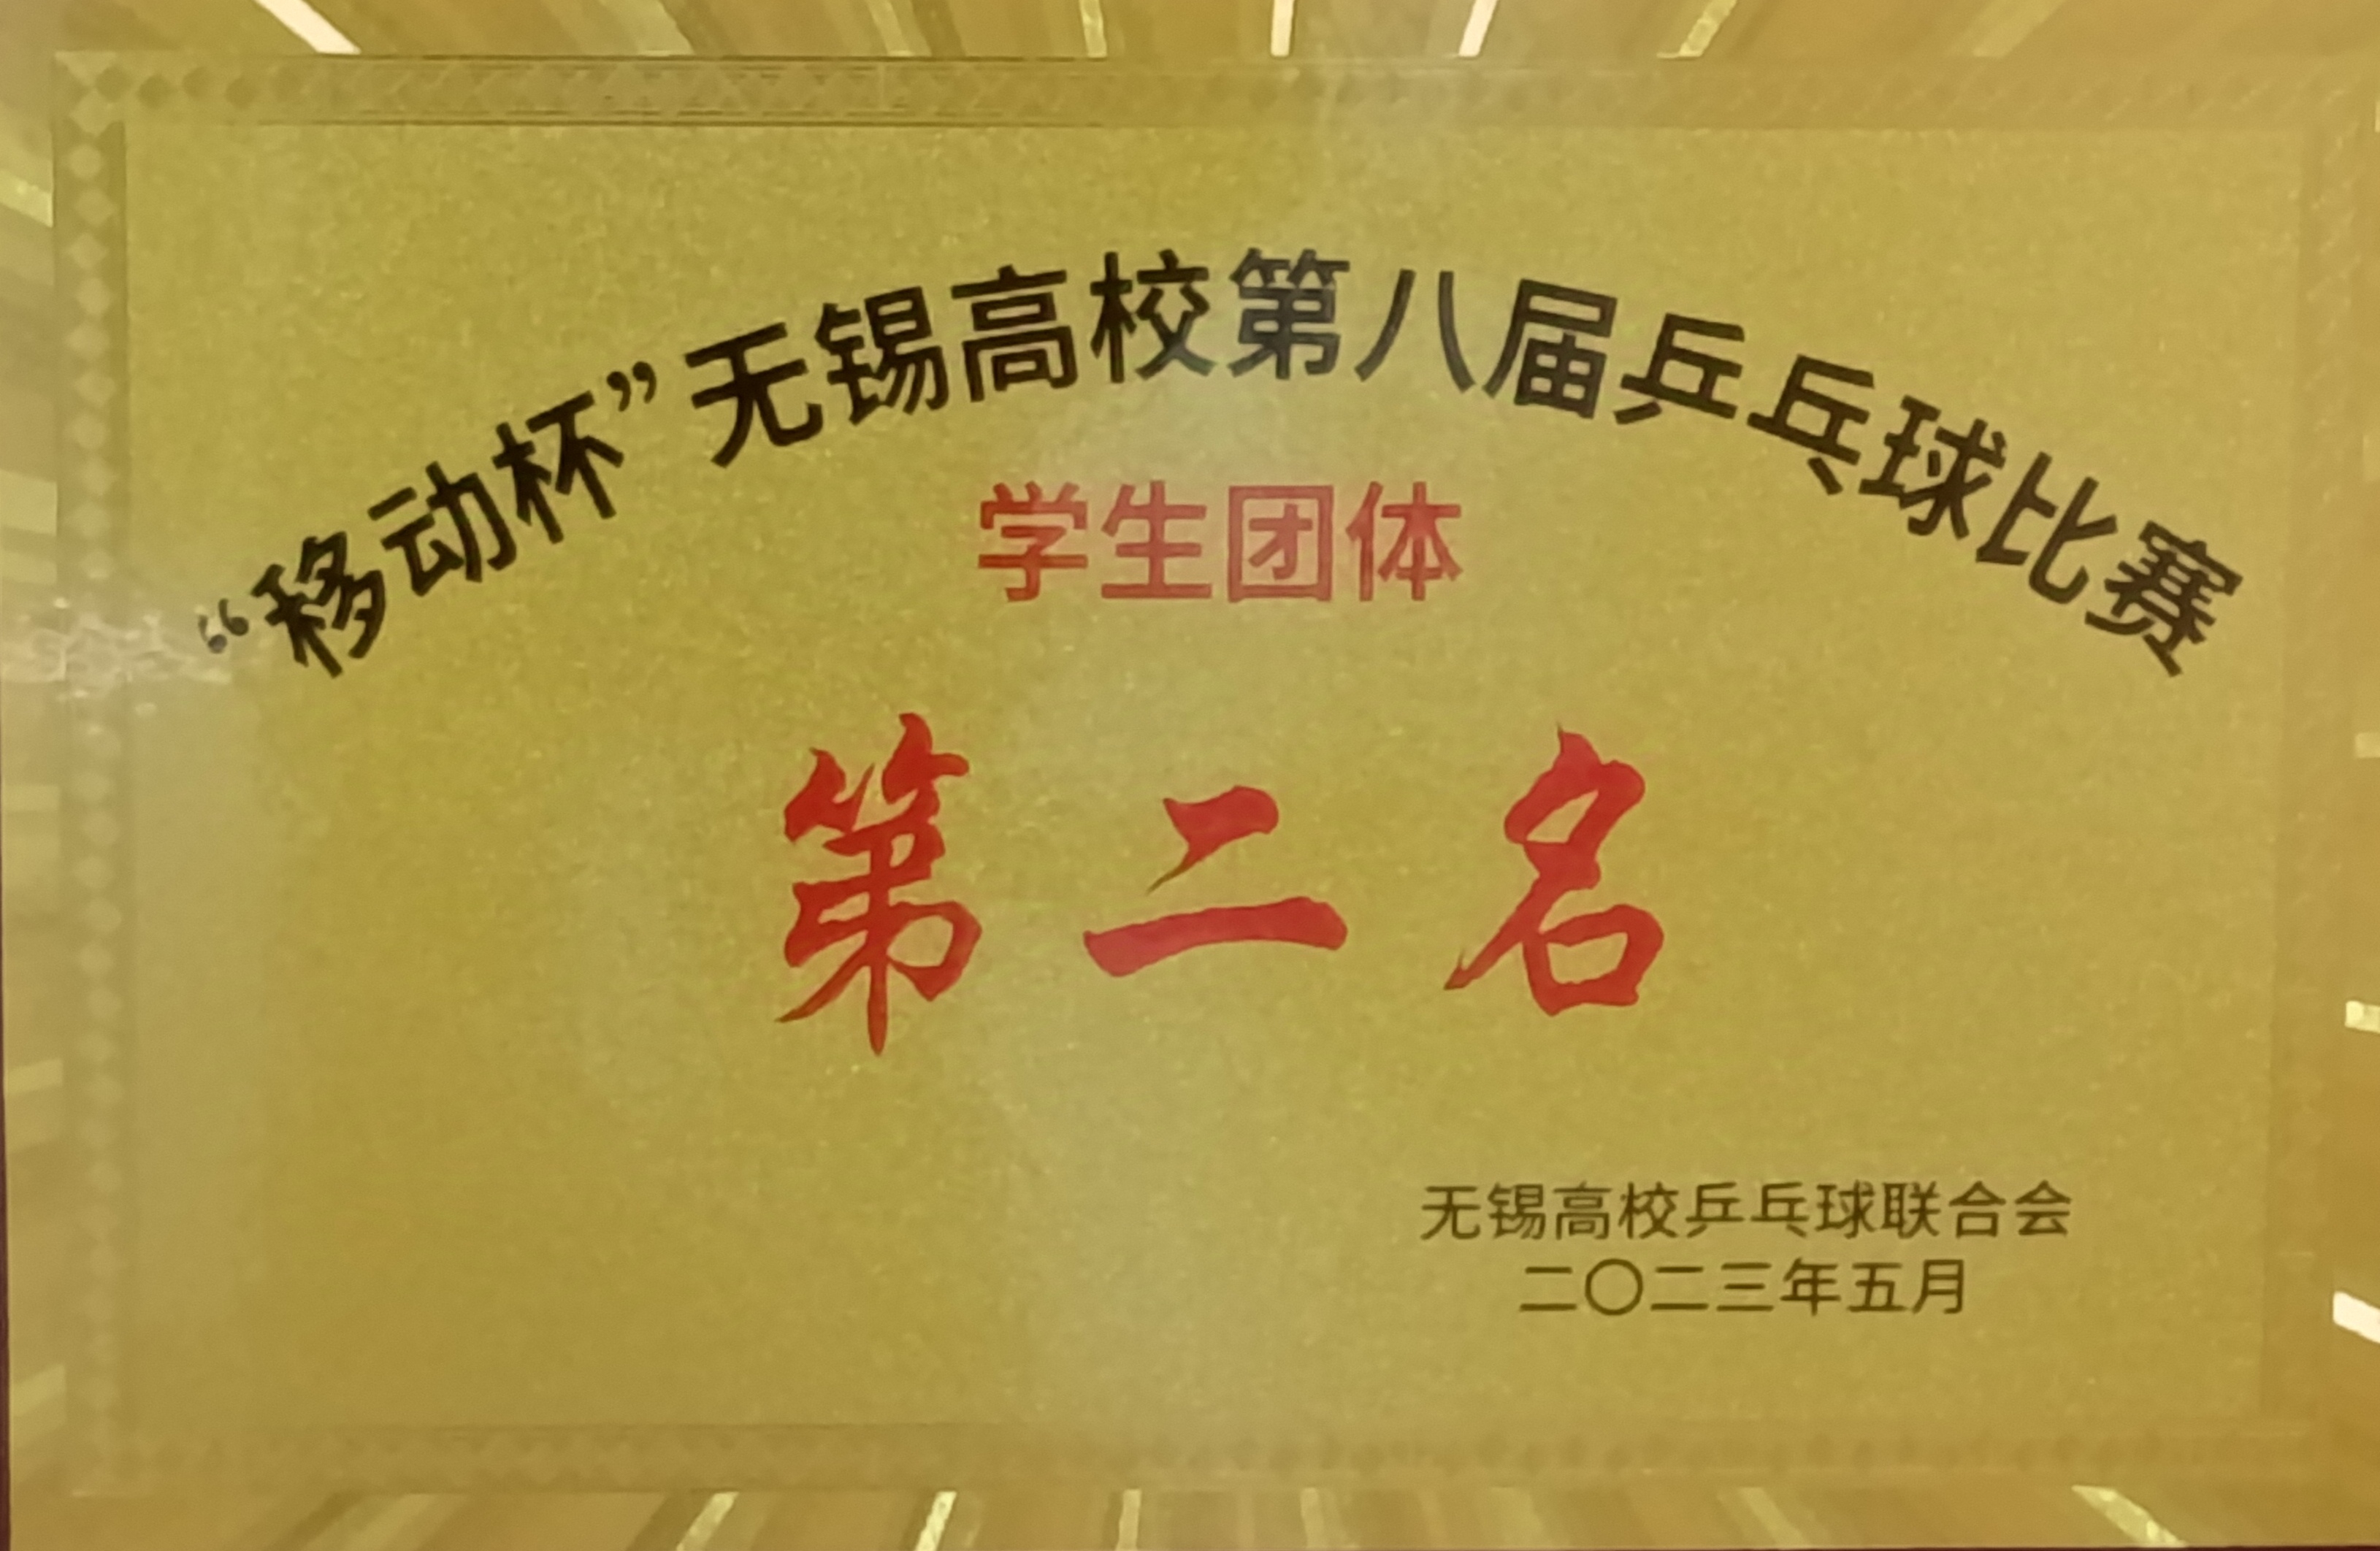 “移动杯”无锡高校第八届乒乓球比赛
学生团体
第二名
无锡高校乒乓球联合会
二〇二三年五月